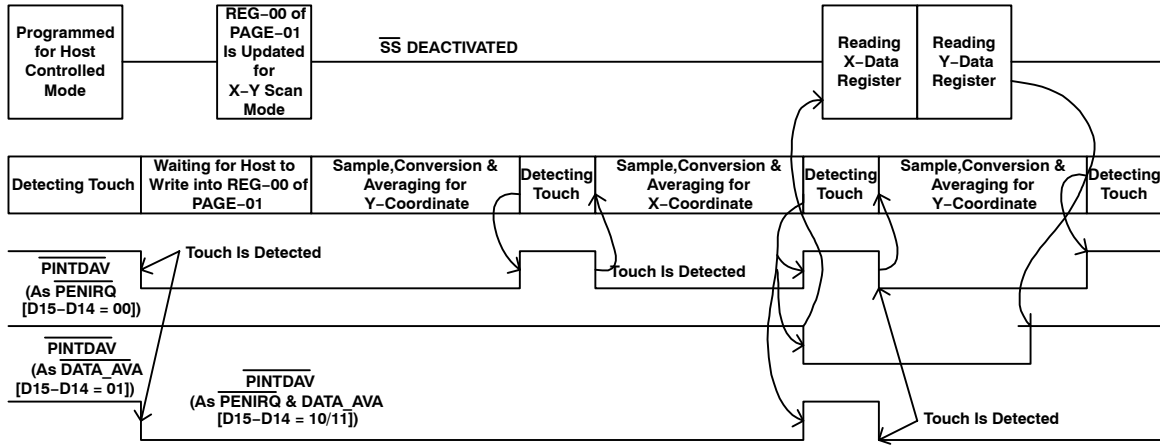 Programmed
for Host
Controlled
Mode
REG−00 of
PAGE−01
Is Updated
for
X−Y Scan
Mode
SS DEACTIVATED
Reading
X−Data
Register
Reading
Y−Data
Register
Detecting Touch
Waiting for Host to
Write into REG−00 of
PAGE−01
Sample,Conversion &
Averaging for
Y−Coordinate
Detecting
Touch
Sample,Conversion &
Averaging for
X−Coordinate
Detecting
Touch
Sample,Conversion &
Averaging for
Y−Coordinate
Detecting
Touch
Touch Is Detected
PINTDAV
(As PENIRQ
[D15−D14 = 00])
Touch Is Detected
PINTDAV
(As DATA_AVA
[D15−D14 = 01])
PINTDAV
(As PENIRQ & DATA_AVA
[D15−D14 = 10/11])
Touch Is Detected